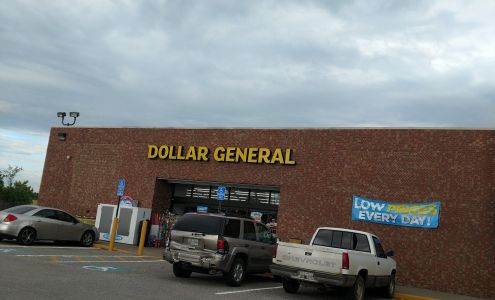 DOLLAR GENERAL
LOW PRICES
EVERY DAY!
CHEVROLET